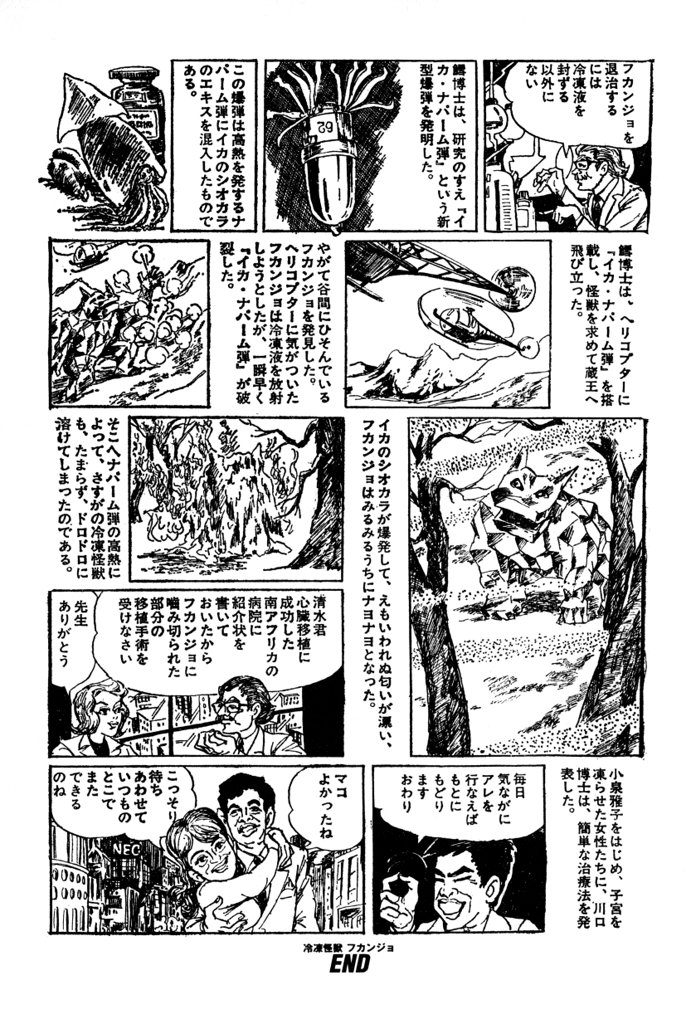 フカンジョを
退治する
には
冷凍液を
封ずる
以外に
ない
鱈博士は、研究のすえ『イ
カ・ナパーム弾』という新
型爆弾を発明した。
62
この爆弾は高熱を発するナ
パーム弾にイカのシオカラ
のエキスを混入したもので
ある。
鱈博士は、ヘリコプターに
『イカ・ナパーム弾』を搭
載し、怪獣を求めて蔵王へ
飛び立った。
やがて谷間にひそんでいる
フカンジョを発見した。
ヘリコプターに気がついた
フカンジョは冷凍液を放射
しようとしたが、一瞬早く
『イカ・ナパーム弾』が破
裂した。
イカのシオカラが爆発して、えもいわれぬ匂いが漂い、
フカンジョはみるみるうちにナヨナヨとなった。
そこへナパーム弾の高熱に
よって、さすがの冷凍怪獣
も、たまらず、ドロドロに
溶けてしまったのである。
清水君
心臓移植に
成功した
南アフリカの
病院に
紹介状を
書いて
おいたから
フカンジョに
嚙み切られた
部分の
移植手術を
受けなさい
先生
ありがとう
小泉雅子をはじめ、子宮を
凍らせた女性たちに、川口
博士は、簡単な治療法を発
表した。
毎日
気ながに
アレを
行なえば
もとに
もどり
ます
おわり
マコ
よかったね
こっそり
待ち
あわせて
いつもの
とこで
また
できる
のね
NEC
冷凍怪獣 フカンジョ
END